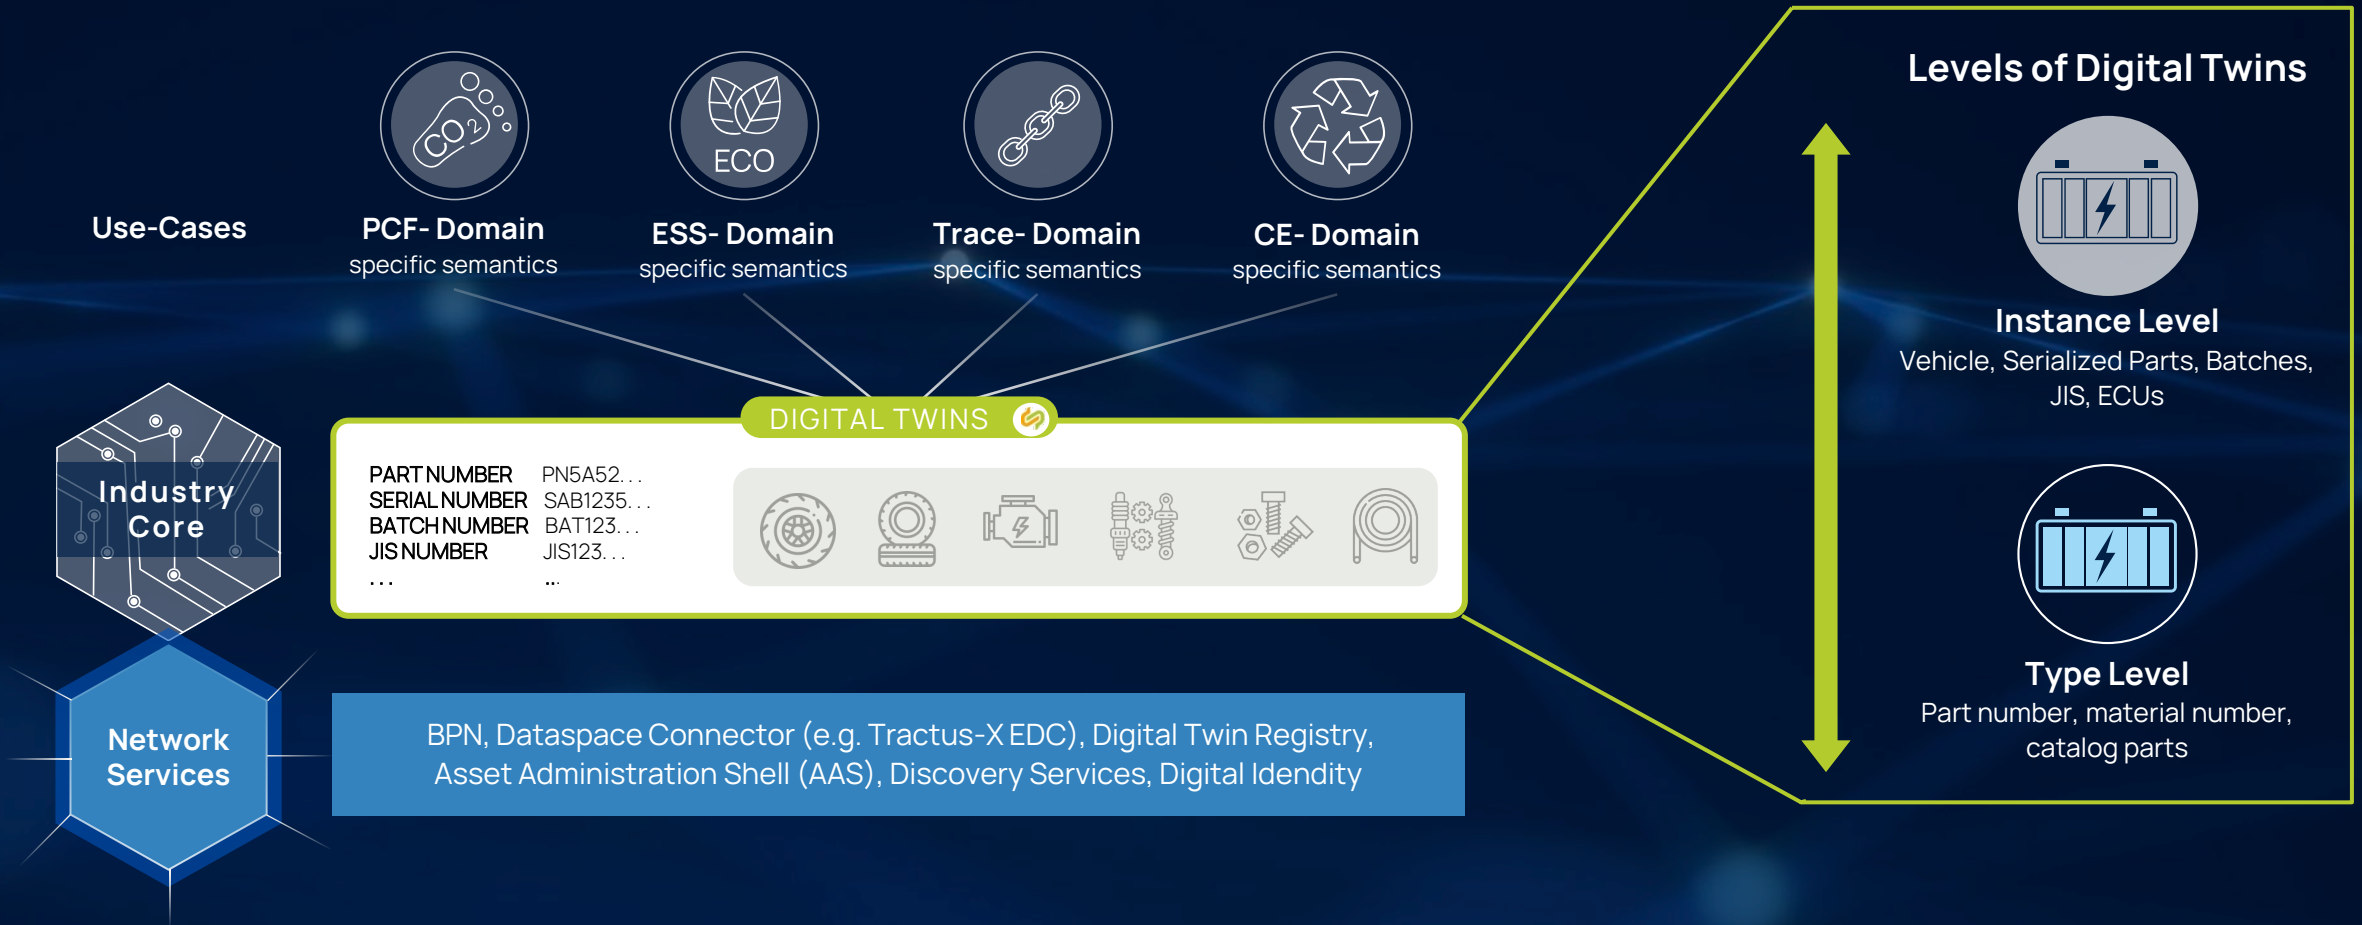 Use-Cases
CO2
PCF- Domain
specific semantics
ECO
ESS- Domain
specific semantics
Trace- Domain
specific semantics
CE- Domain
specific semantics
Industry
Core
DIGITAL TWINS
PART NUMBER PN5A52...
SERIAL NUMBER SAB1235...
BATCH NUMBER BAT123...
JIS NUMBER JIS123...
... ...
Network
Services
BPN, Dataspace Connector (e.g. Tractus-X EDC), Digital Twin Registry,
Asset Administration Shell (AAS), Discovery Services, Digital Idendity
Levels of Digital Twins
Instance Level
Vehicle, Serialized Parts, Batches,
JIS, ECUs
Type Level
Part number, material number,
catalog parts